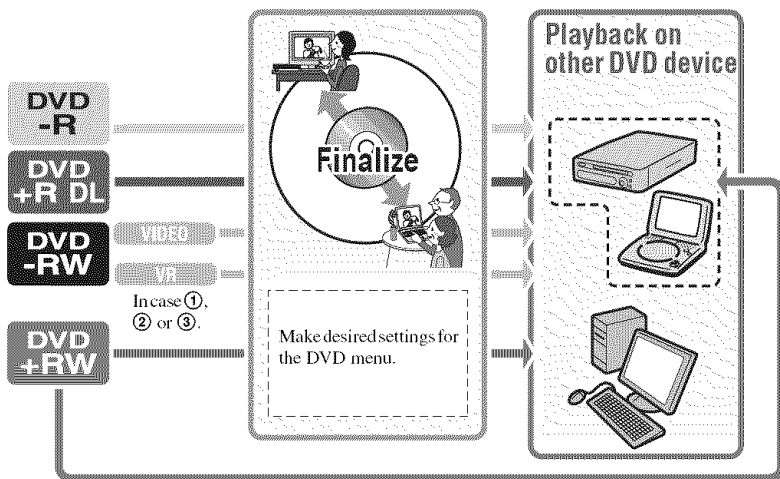 Playback on
other DVD device
DVD
-R
Finalize
DVD
+R DL
DVD
-RW
VIDEO
VR
In case ①,
② or ③.
DVD
+RW
Make desired settings for
the DVD menu.